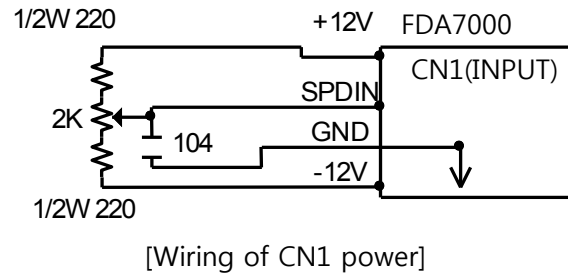 1/2W 220
+12V
FDA7000
CN1(INPUT)
SPDIN
2K
104
GND
-12V
1/2W 220
[Wiring of CN1 power]